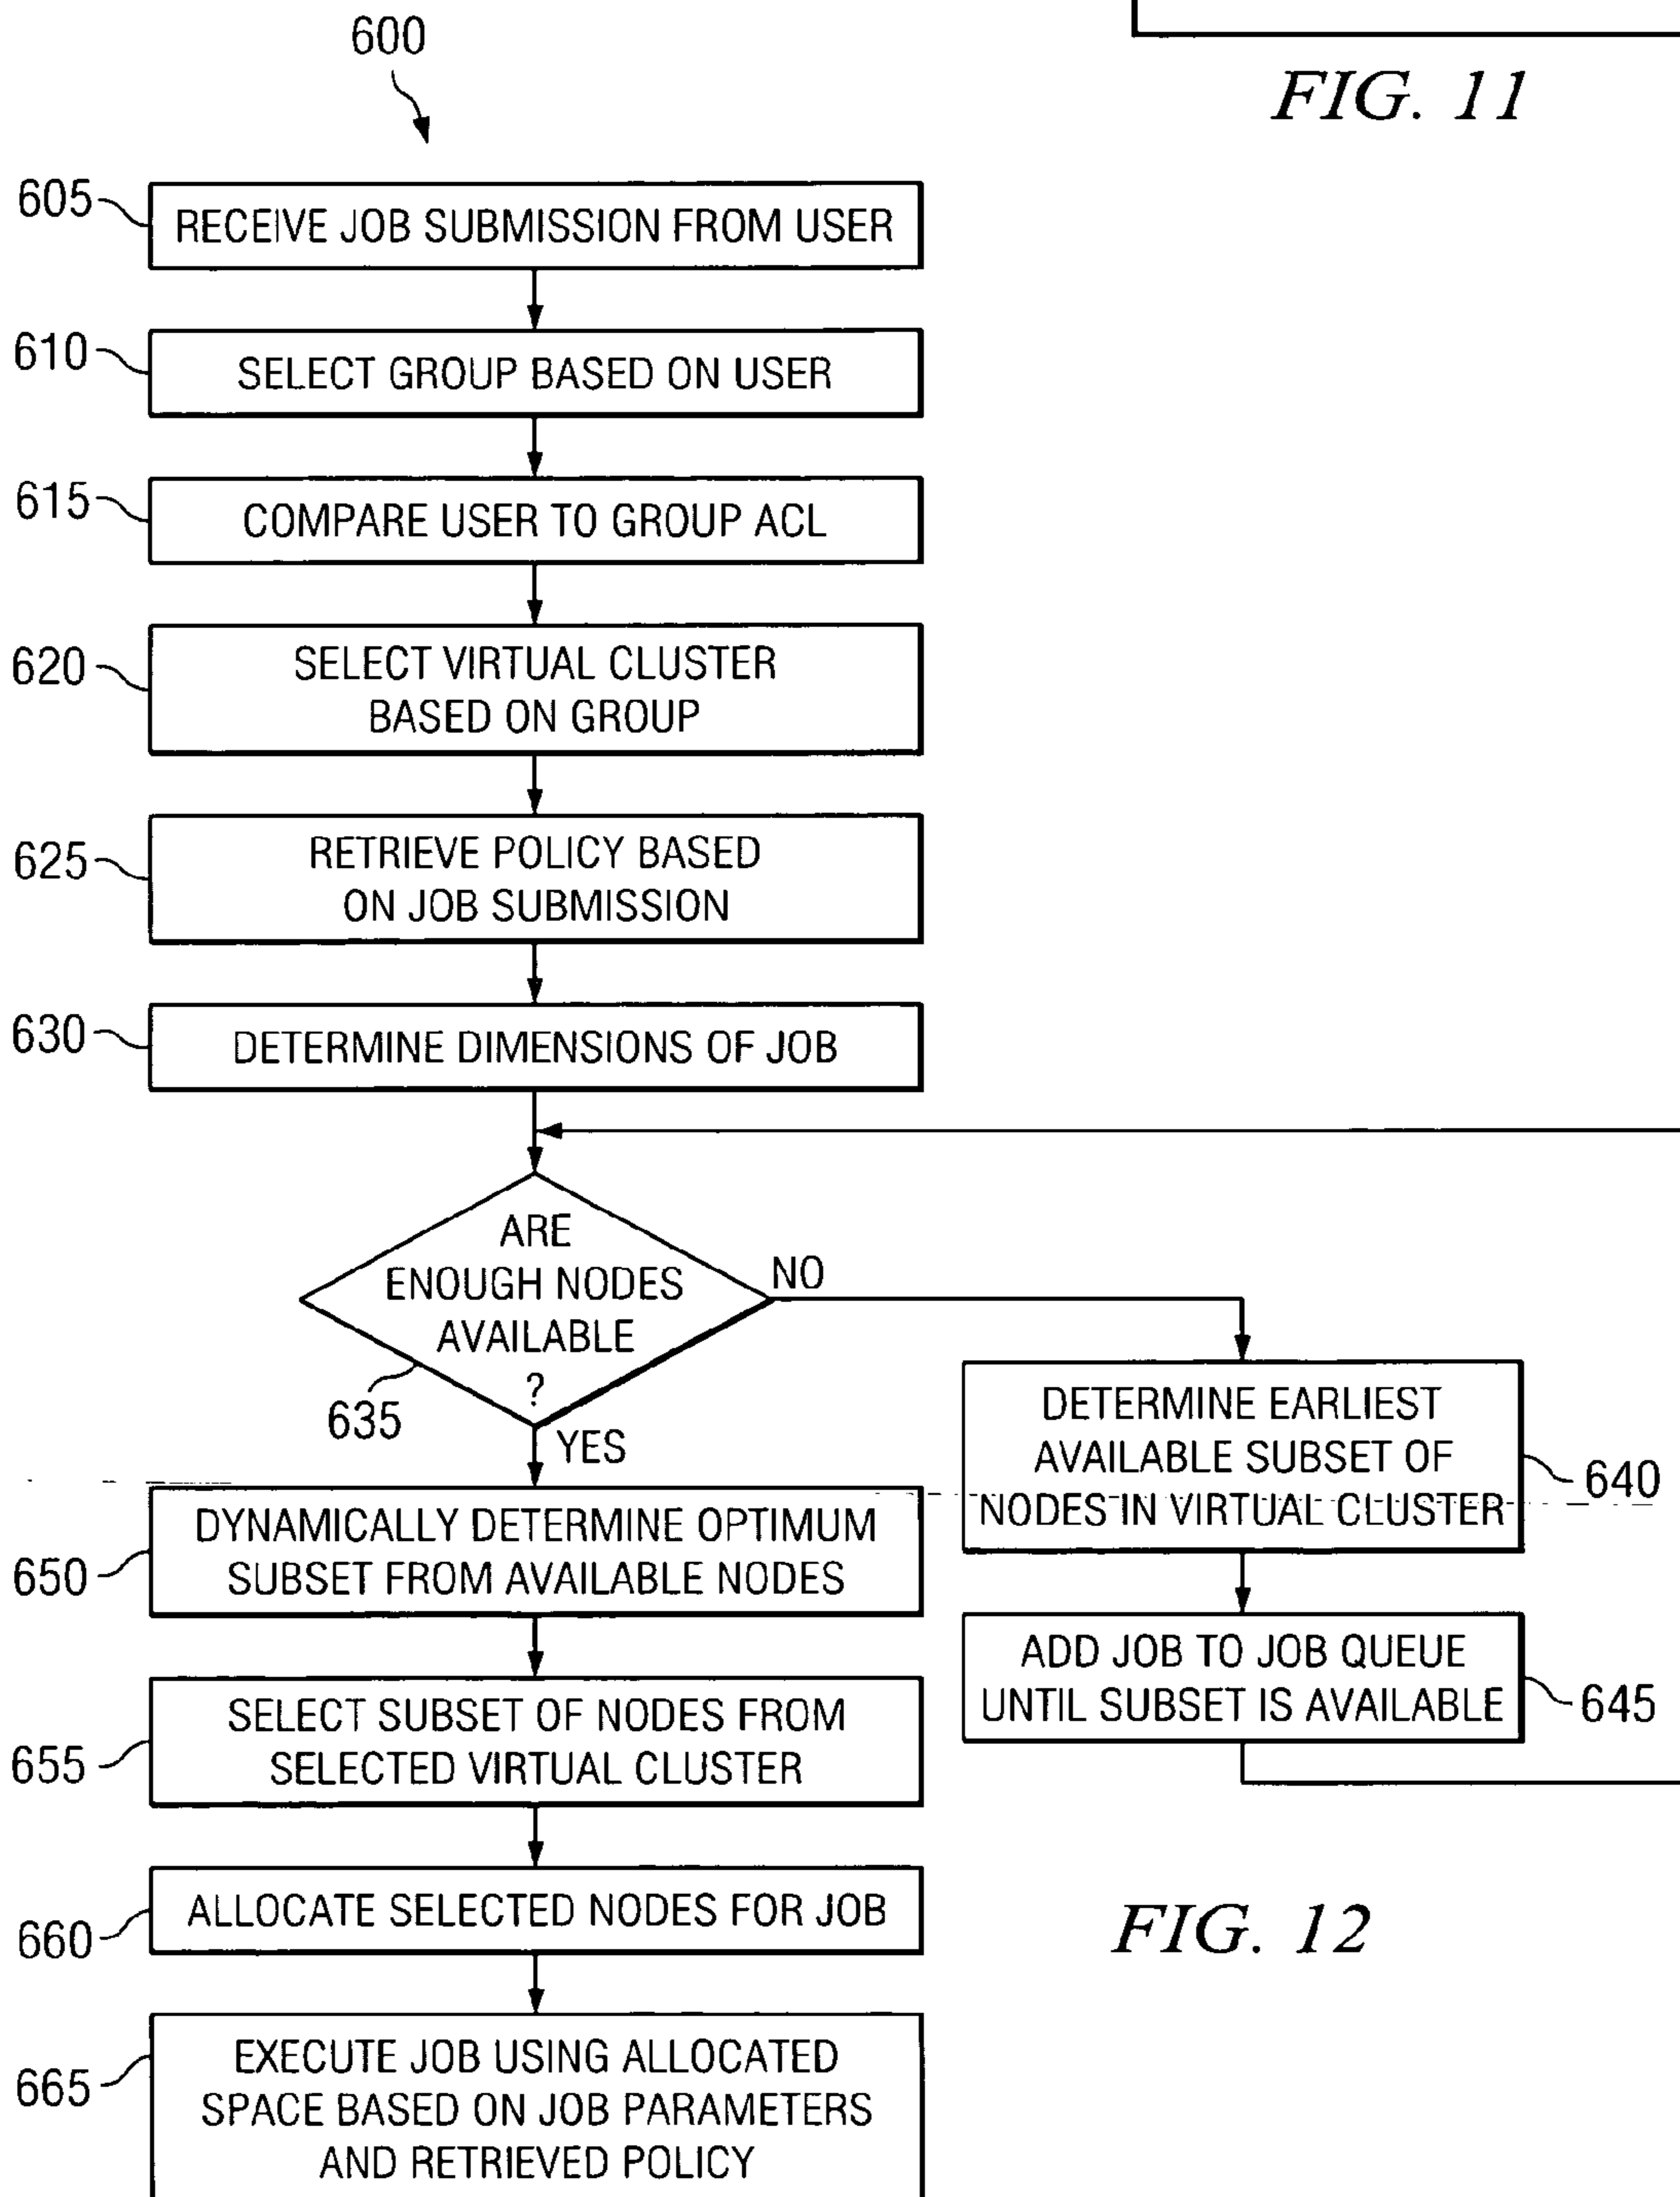 600
FIG. 11
605
RECEIVE JOB SUBMISSION FROM USER
610
SELECT GROUP BASED ON USER
615
COMPARE USER TO GROUP ACL
620
SELECT VIRTUAL CLUSTER
BASED ON GROUP
625
RETRIEVE POLICY BASED
ON JOB SUBMISSION
630
DETERMINE DIMENSIONS OF JOB
ARE
ENOUGH NODES
AVAILABLE
?
635
NO
YES
DETERMINE EARLIEST
AVAILABLE SUBSET OF
NODES IN VIRTUAL CLUSTER
640
ADD JOB TO JOB QUEUE
UNTIL SUBSET IS AVAILABLE
645
650
DYNAMICALLY DETERMINE OPTIMUM
SUBSET FROM AVAILABLE NODES
655
SELECT SUBSET OF NODES FROM
SELECTED VIRTUAL CLUSTER
660
ALLOCATE SELECTED NODES FOR JOB
FIG. 12
665
EXECUTE JOB USING ALLOCATED
SPACE BASED ON JOB PARAMETERS
AND RETRIEVED POLICY